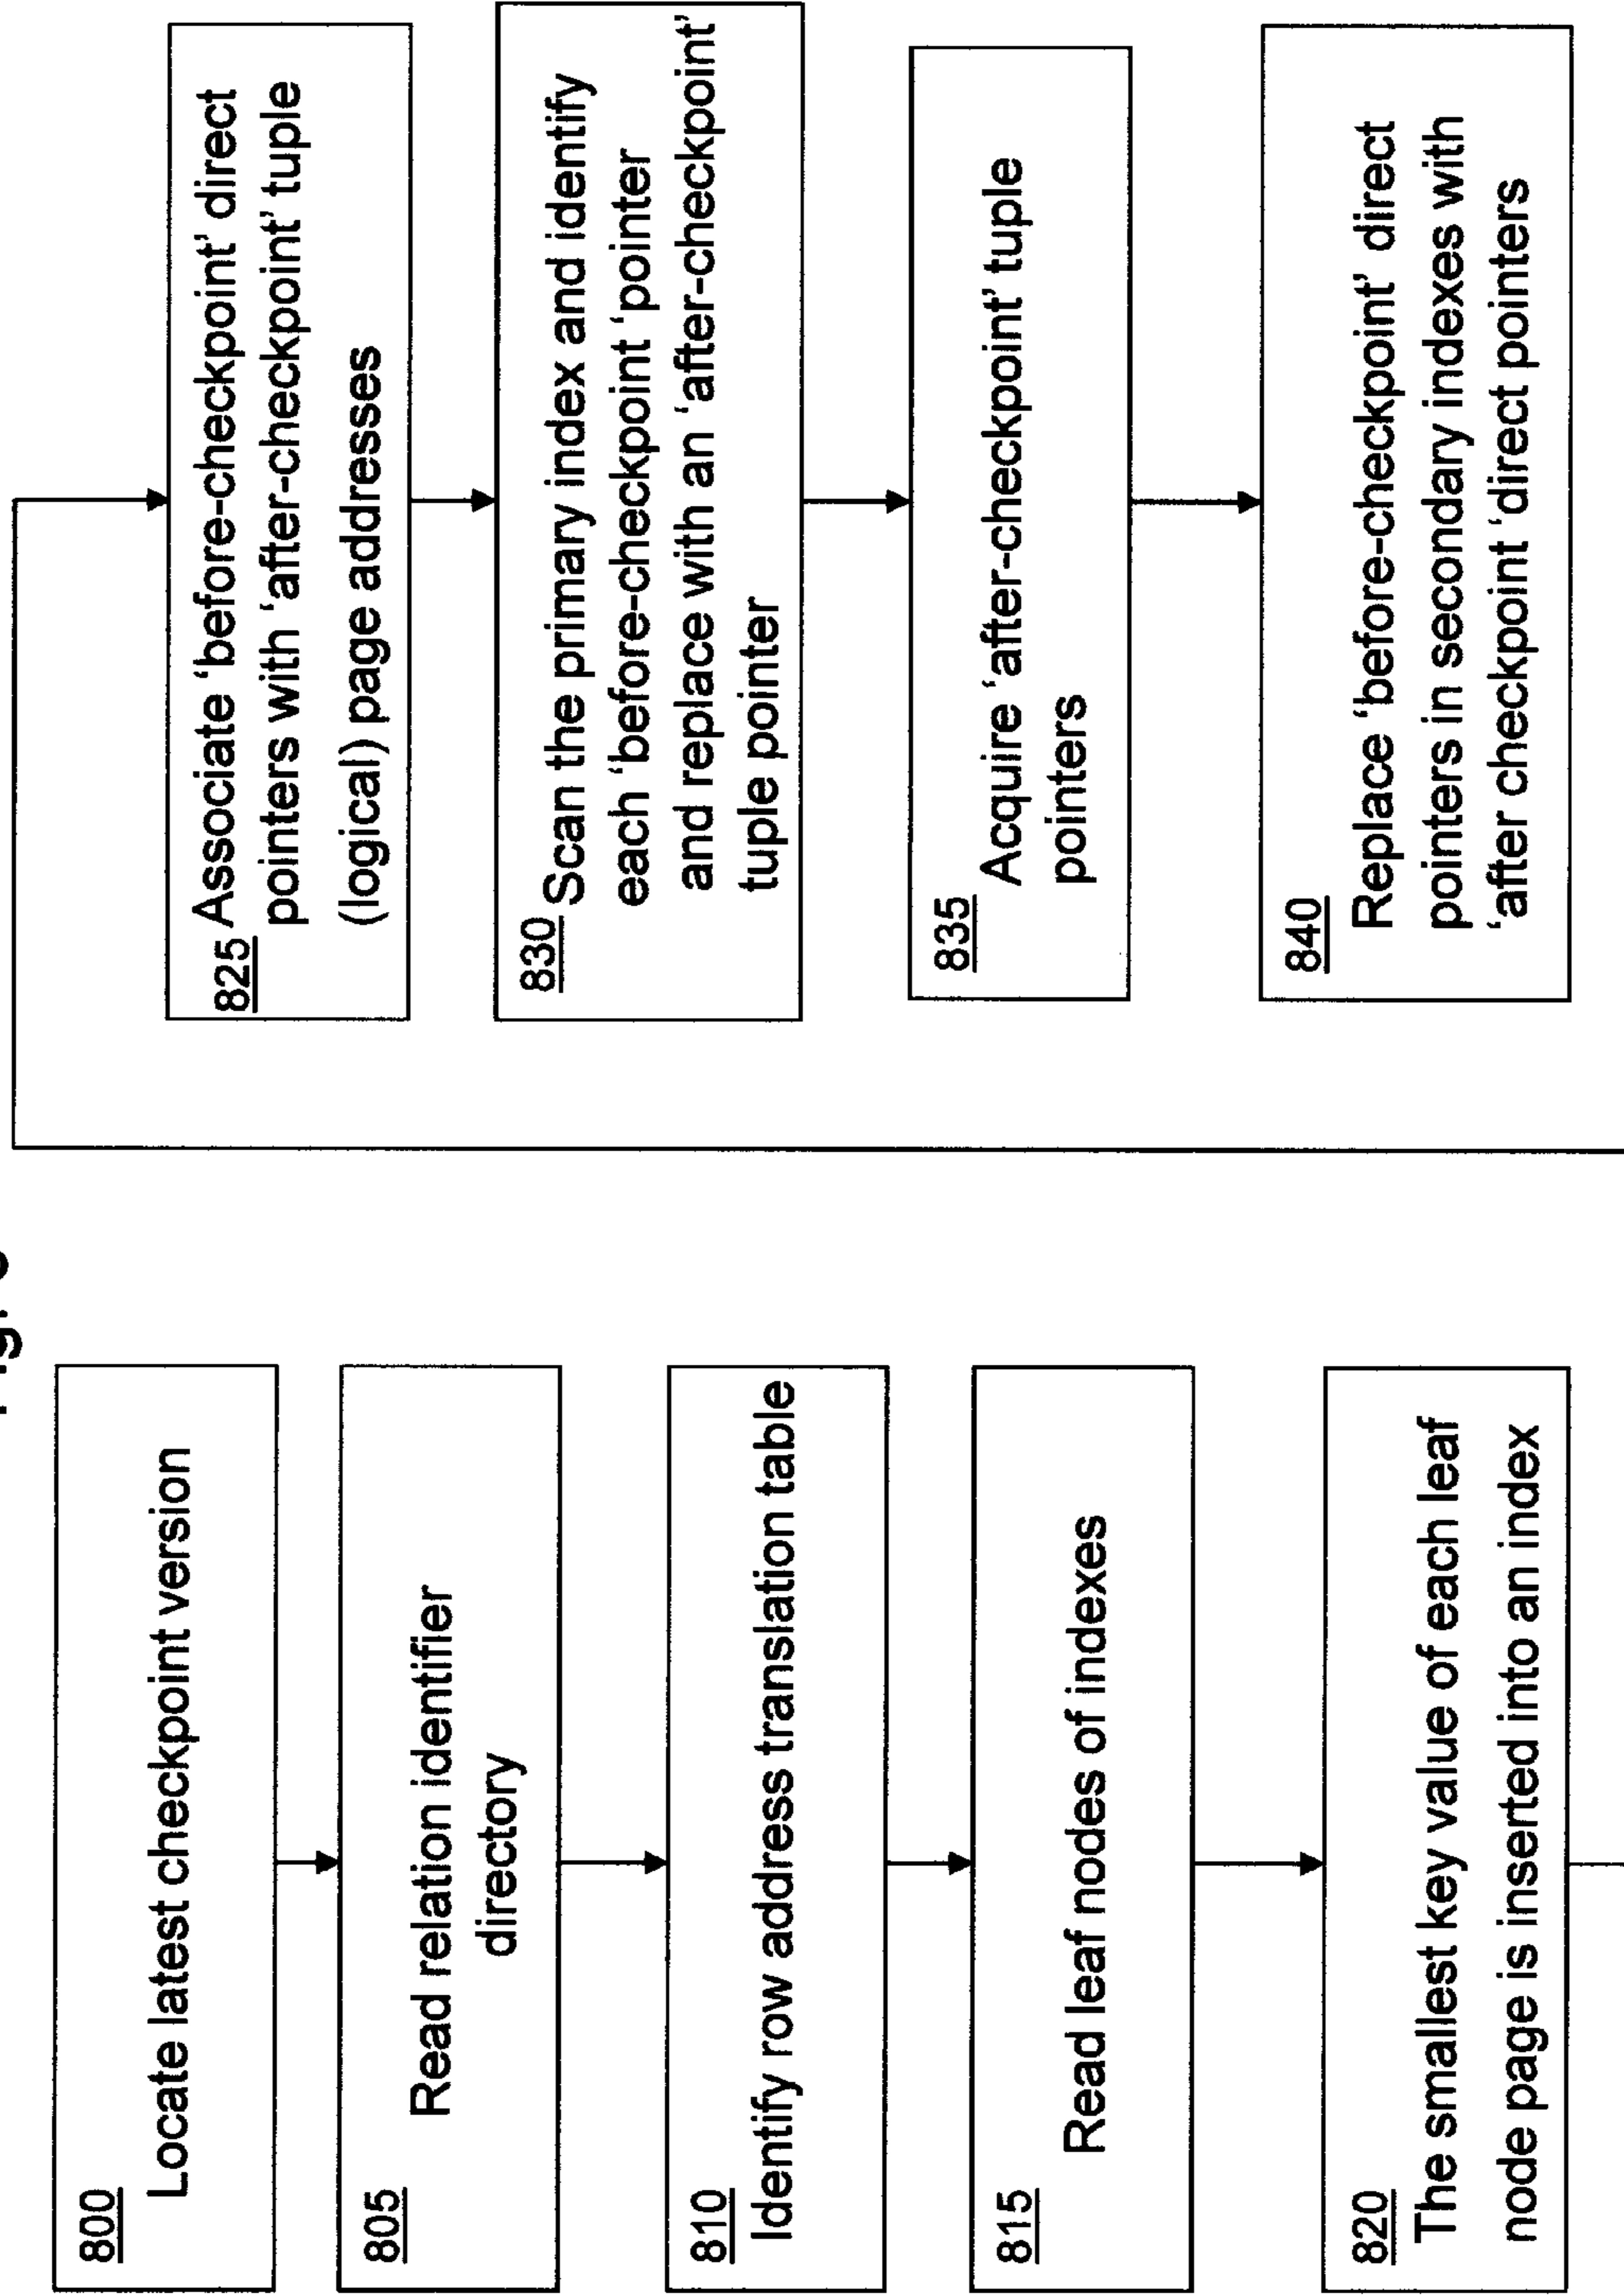 800
Locate latest checkpoint version
805
Read relation identifier
directory
810
Identify row address translation table
815
Read leaf nodes of indexes
820
The smallest key value of each leaf
node page is inserted into an index
825
Associate ‘before-checkpoint’ direct
pointers with ‘after-checkpoint’ tuple
(logical) page addresses
830
Scan the primary index and identify
each ‘before-checkpoint ‘pointer
and replace with an ‘after-checkpoint’
tuple pointer
835
Acquire ‘after-checkpoint’ tuple
pointers
840
Replace ‘before-checkpoint’ direct
pointers in secondary indexes with
‘after checkpoint ‘direct pointers